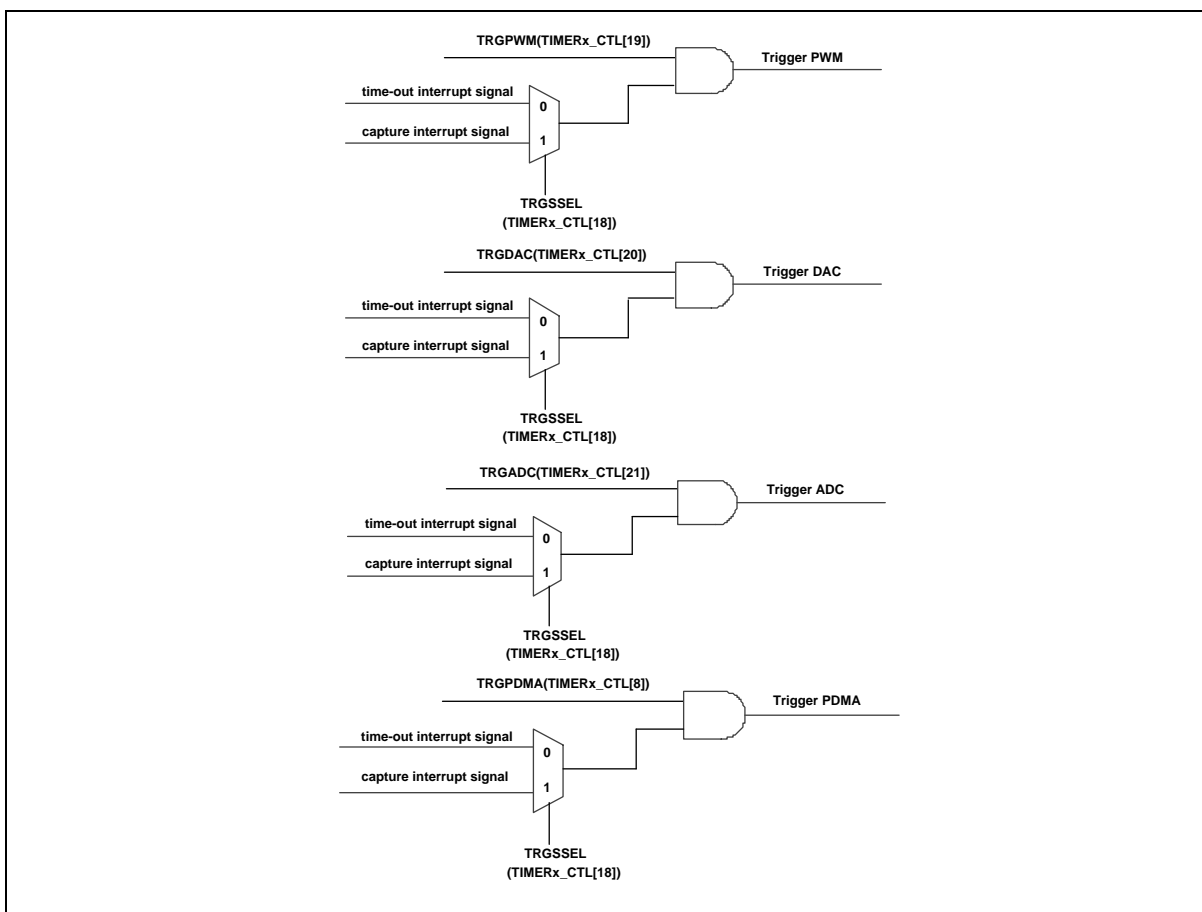 TRGPWM(TIMERx_CTL[19])
Trigger PWM
time-out interrupt signal
0
capture interrupt signal
1
TRGSSEL
(TIMERx_CTL[18])
TRGDAC(TIMERx_CTL[20])
Trigger DAC
time-out interrupt signal
0
capture interrupt signal
1
TRGSSEL
(TIMERx_CTL[18])
TRGADC(TIMERx_CTL[21])
Trigger ADC
time-out interrupt signal
0
capture interrupt signal
1
TRGSSEL
(TIMERx_CTL[18])
TRGPDMA(TIMERx_CTL[8])
Trigger PDMA
time-out interrupt signal
0
capture interrupt signal
1
TRGSSEL
(TIMERx_CTL[18])